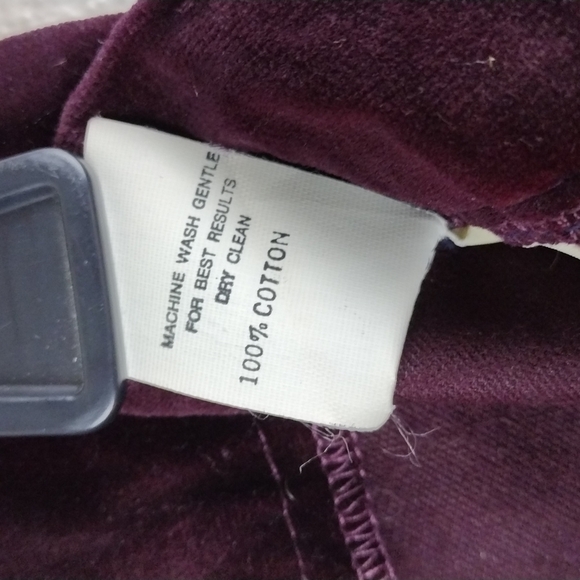 MACHINE WASH GENTLE
FOR BEST RESULTS
DRY CLEAN
100% COTTON